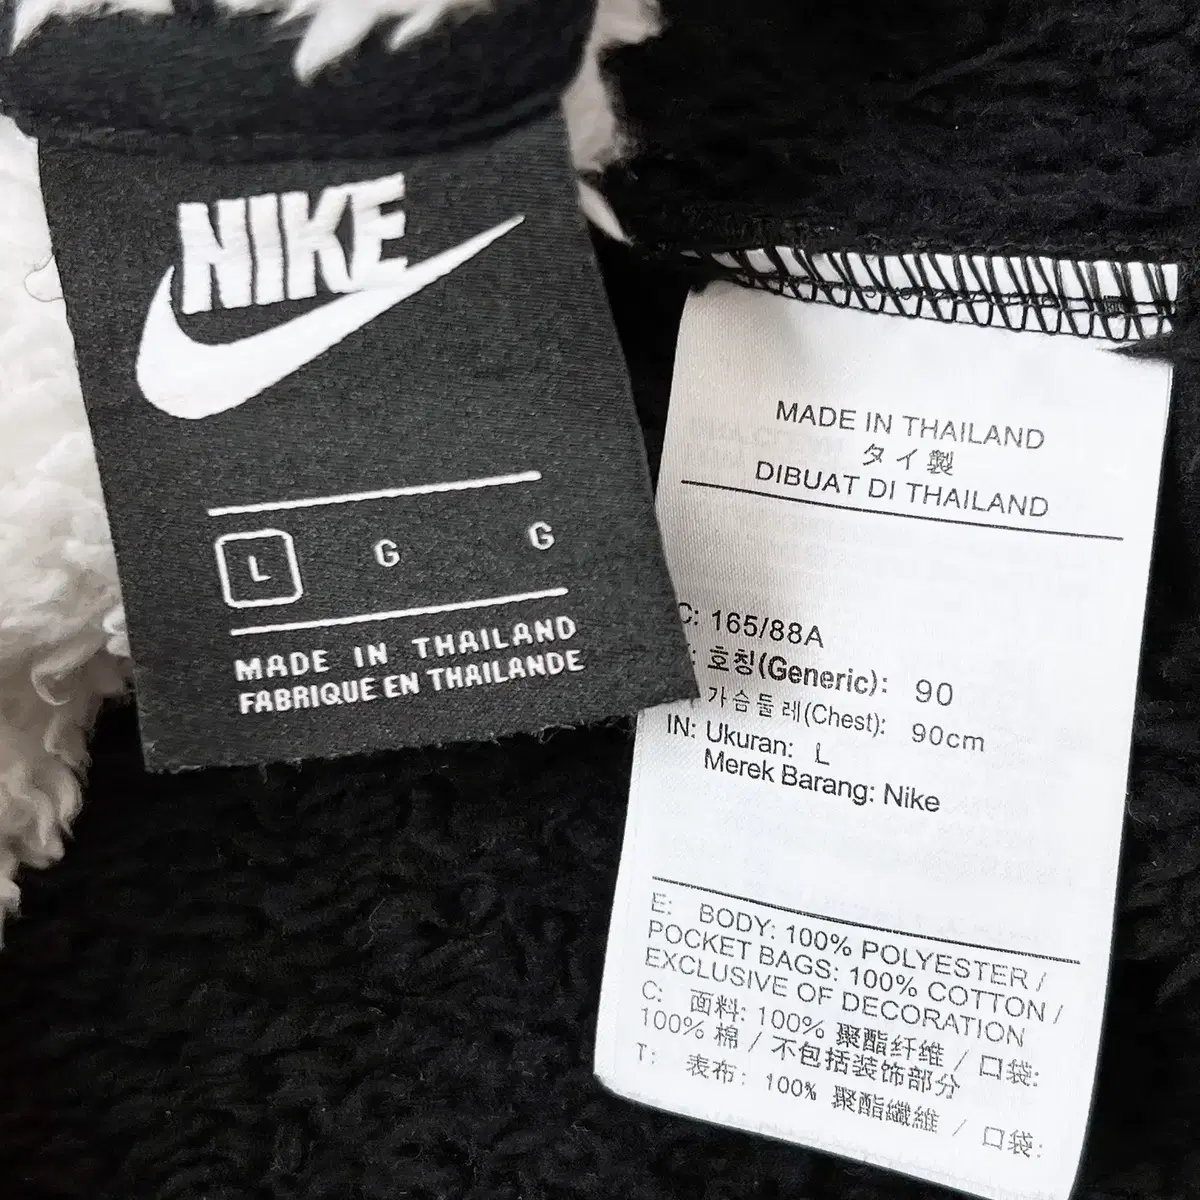 NIKE
L G G
MADE IN THAILAND
FABRIQUE EN THAILANDE
MADE IN THAILAND
タイ製
DIBUAT DI THAILAND
C: 165/88A
호칭(Generic): 90
가슴둘레(Chest): 90cm
IN: Ukuran: L
Merek Barang: Nike
E: BODY: 100% POLYESTER /
POCKET BAGS: 100% COTTON /
EXCLUSIVE OF DECORATION
C: 面料: 100% 聚酯纤维 / 口袋:
100% 棉 / 不包括装饰部分
T: 表布: 100% 聚酯纖維 / 口袋: